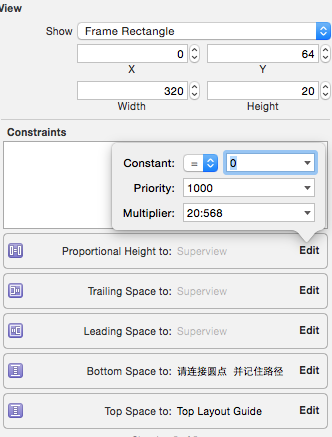 View
Show Frame Rectangle
0 64
X Y
320 20
Width Height
Constraints
Constant: = 0
Priority: 1000
Multiplier: 20:568
Proportional Height to: Superview Edit
Trailing Space to: Superview Edit
Leading Space to: Superview Edit
Bottom Space to: 请连接圆点 并记住路径 Edit
Top Space to: Top Layout Guide Edit